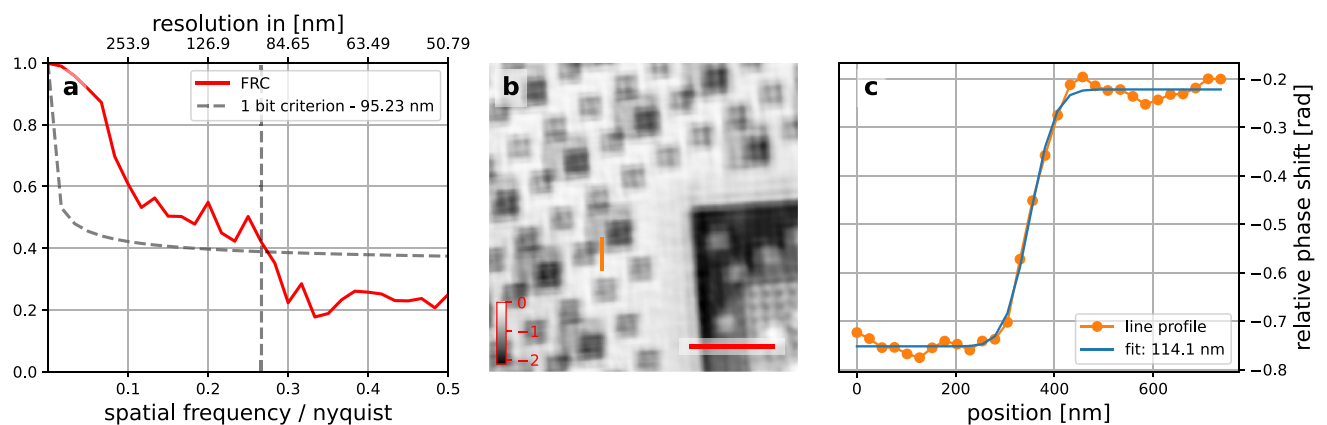 resolution in [nm]
253.9 126.9 84.65 63.49 50.79
a
FRC
1 bit criterion - 95.23 nm
1.0
0.8
0.6
0.4
0.2
0.0
0.1 0.2 0.3 0.4 0.5
spatial frequency / nyquist
b
0
−1
−2
c
line profile
fit: 114.1 nm
0 200 400 600
position [nm]
−0.2
−0.3
−0.4
−0.5
−0.6
−0.7
−0.8
relative phase shift [rad]